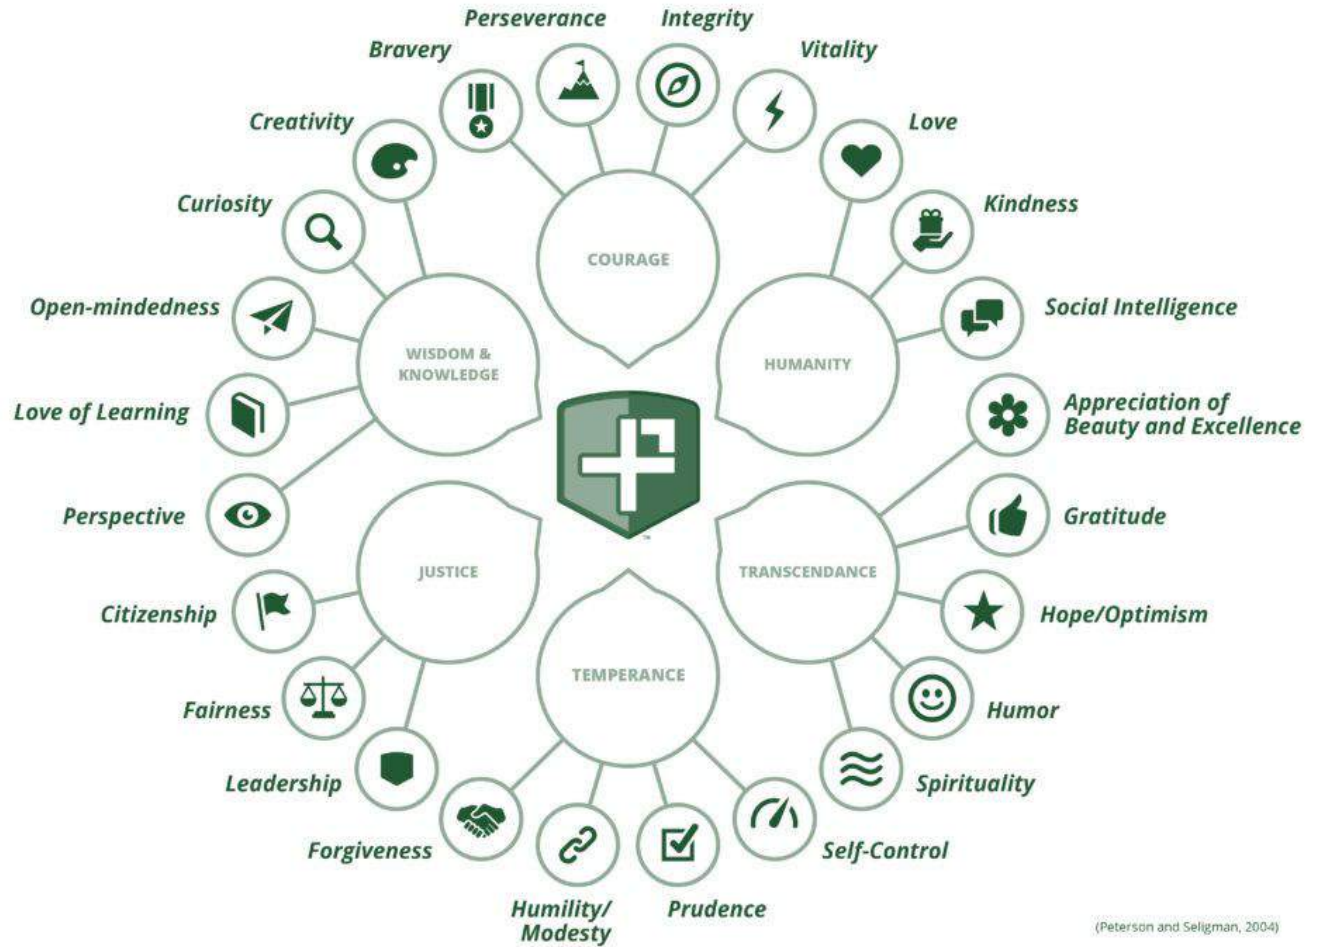 Perseverance
Integrity
Bravery
Vitality
Creativity
Love
Curiosity
Kindness
COURAGE
Open-mindedness
Social Intelligence
WISDOM &
KNOWLEDGE
HUMANITY
Love of Learning
Appreciation of
Beauty and Excellence
Perspective
Gratitude
TM
JUSTICE
TRANSCENDANCE
Citizenship
Hope/Optimism
TEMPERANCE
Fairness
Humor
Leadership
Spirituality
Forgiveness
Self-Control
Humility/
Modesty
Prudence
(Peterson and Seligman, 2004)